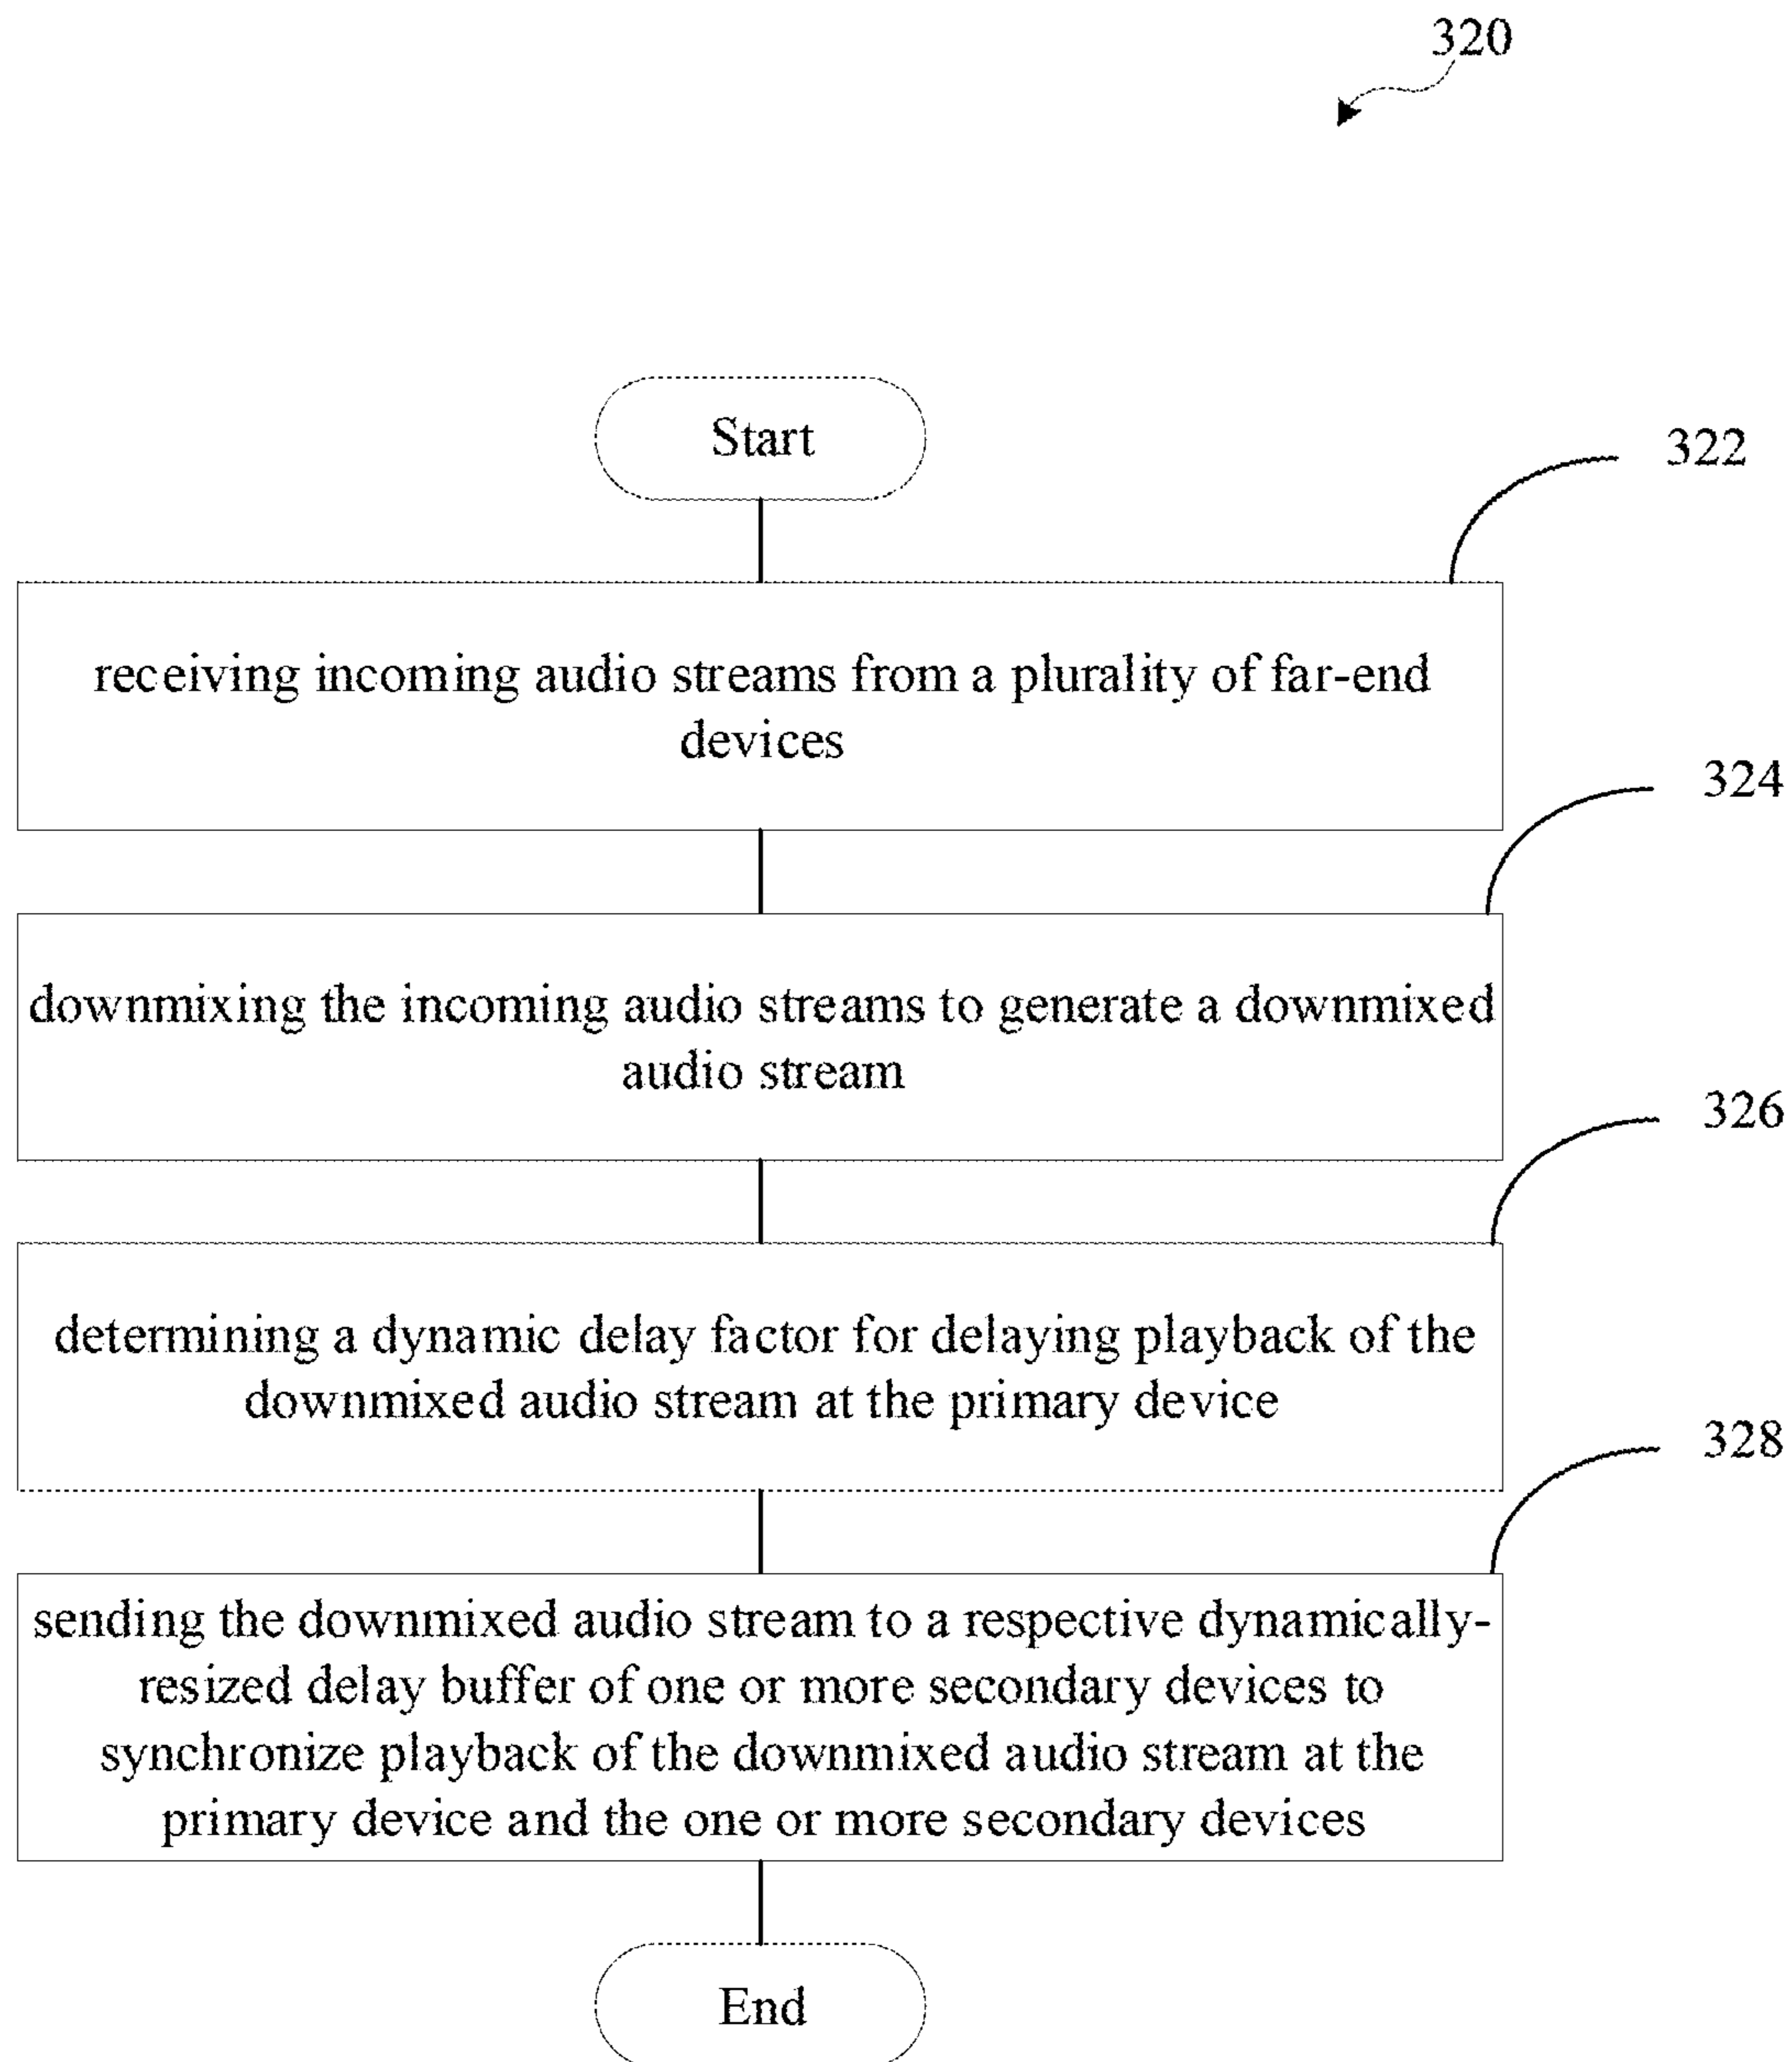 320
Start
322
receiving incoming audio streams from a plurality of far-end
devices
324
downmixing the incoming audio streams to generate a downmixed
audio stream
326
determining a dynamic delay factor for delaying playback of the
downmixed audio stream at the primary device
328
sending the downmixed audio stream to a respective dynamically-
resized delay buffer of one or more secondary devices to
synchronize playback of the downmixed audio stream at the
primary device and the one or more secondary devices
End